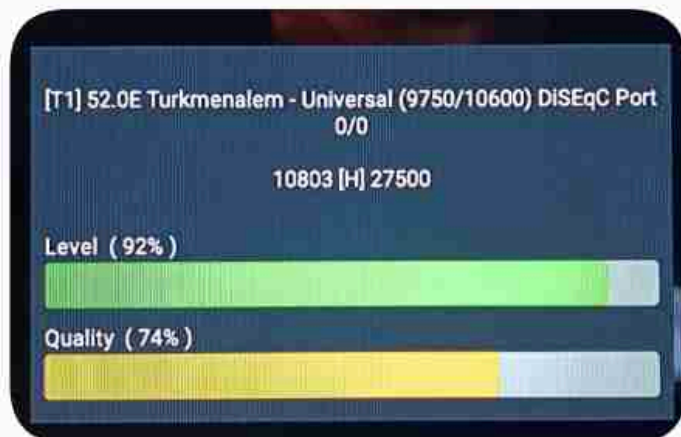 [T1] 52.0E Turkmenalem - Universal (9750/10600) DiSEqC Port
0/0
10803 [H] 27500
Level ( 92% )
Quality ( 74% )